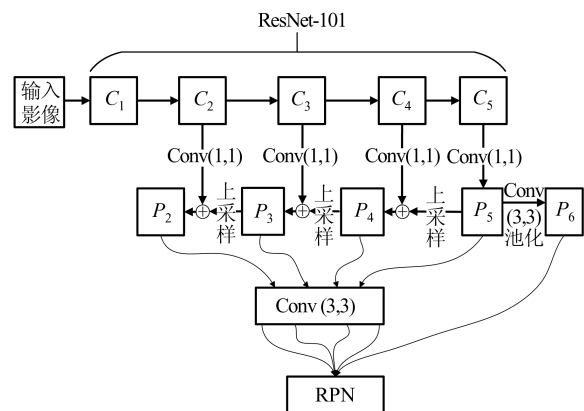 ResNet-101
输入
影像
C1
C2
C3
C4
C5
Conv(1,1)
Conv(1,1)
Conv(1,1)
Conv(1,1)
P2
上采样
P3
上采样
P4
上采样
P5
Conv
(3,3)
池化
P6
Conv (3,3)
RPN